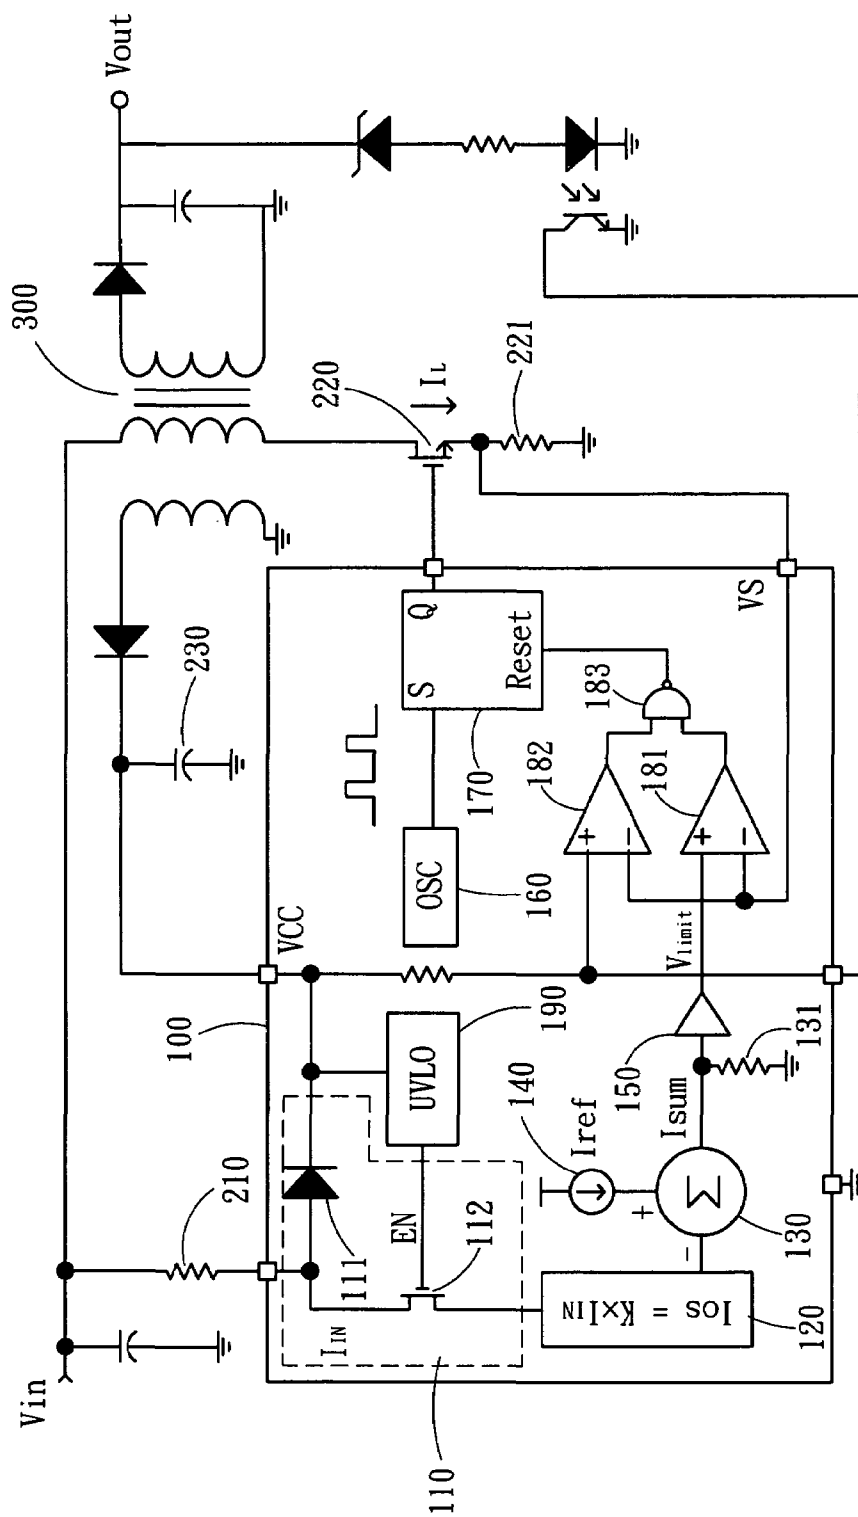 Vin
Vout
300
210
230
220
IL
221
100
VCC
111
IIN
EN
112
110
UVLO
190
OSC
160
S
Q
Reset
170
183
182
181
+
-
+
-
VS
Vlimit
140
Iref
+
-
Σ
130
Isum
150
131
IOS = K×IIN
120